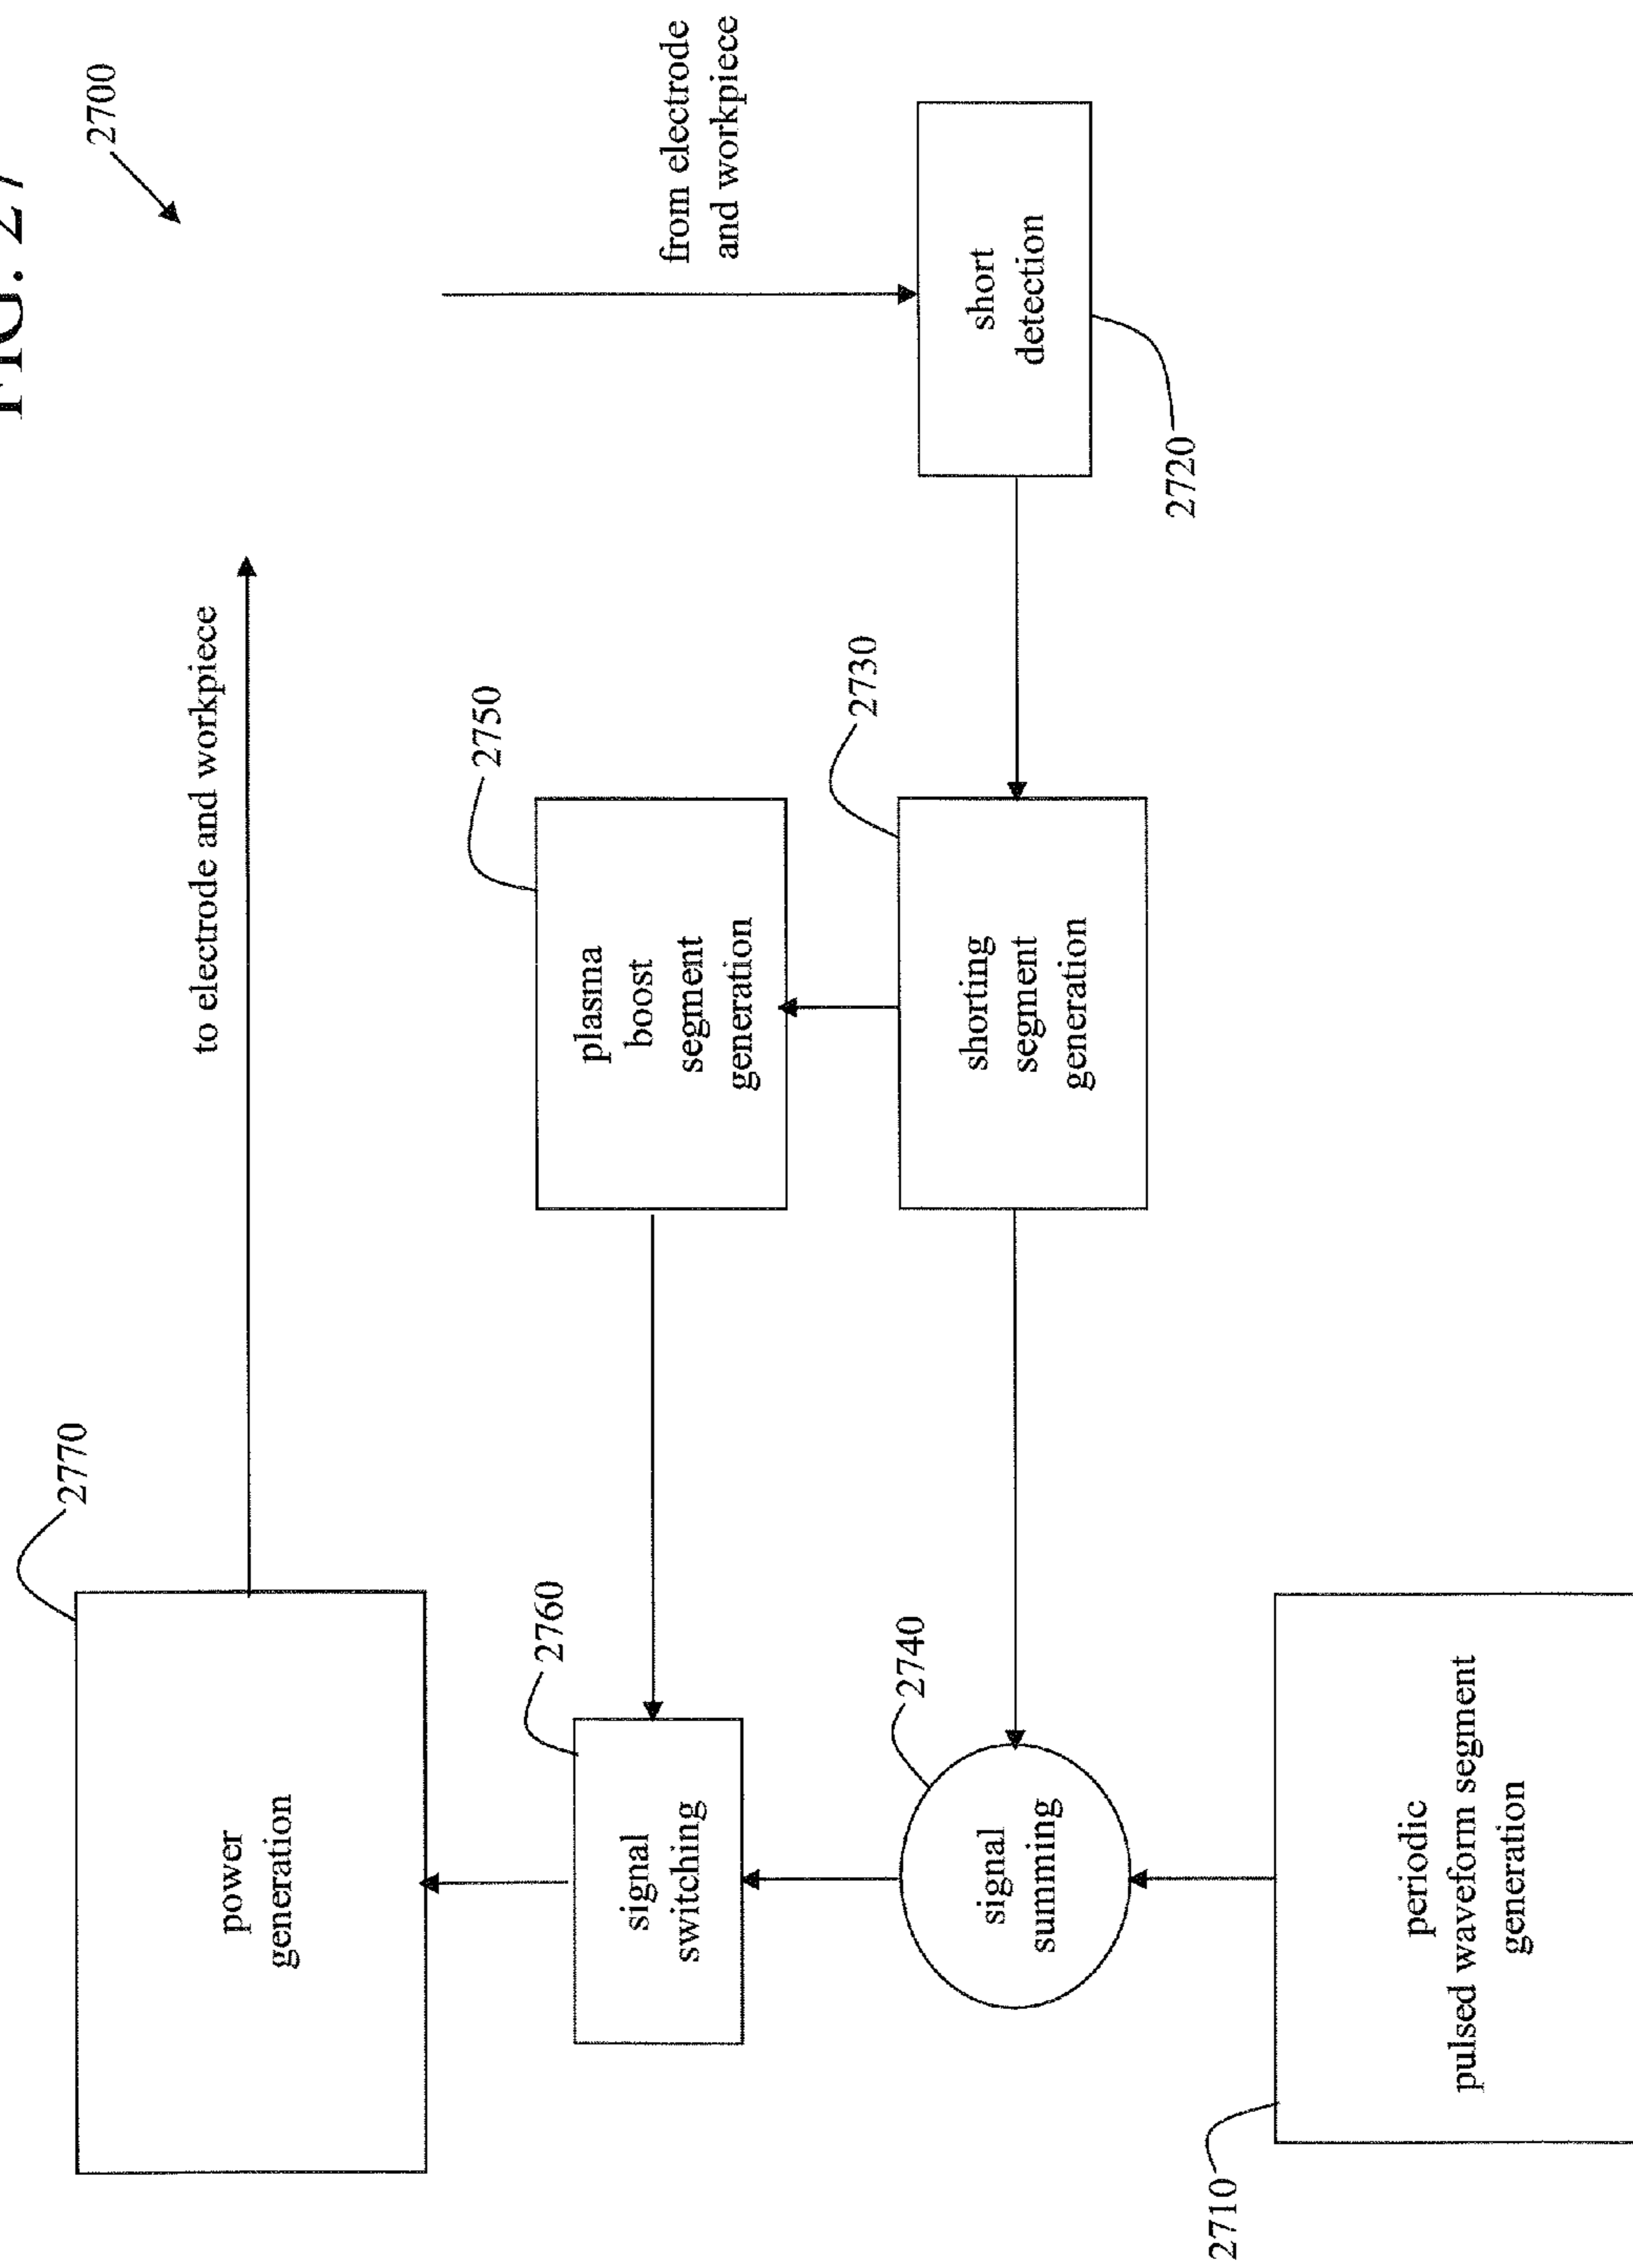 FIG. 27
2700
to electrode and workpiece
from electrode
and workpiece
2770
power
generation
2760
signal
switching
2750
plasma
boost
segment
generation
2740
signal
summing
2730
shorting
segment
generation
short
detection
2720
2710
periodic
pulsed waveform segment
generation